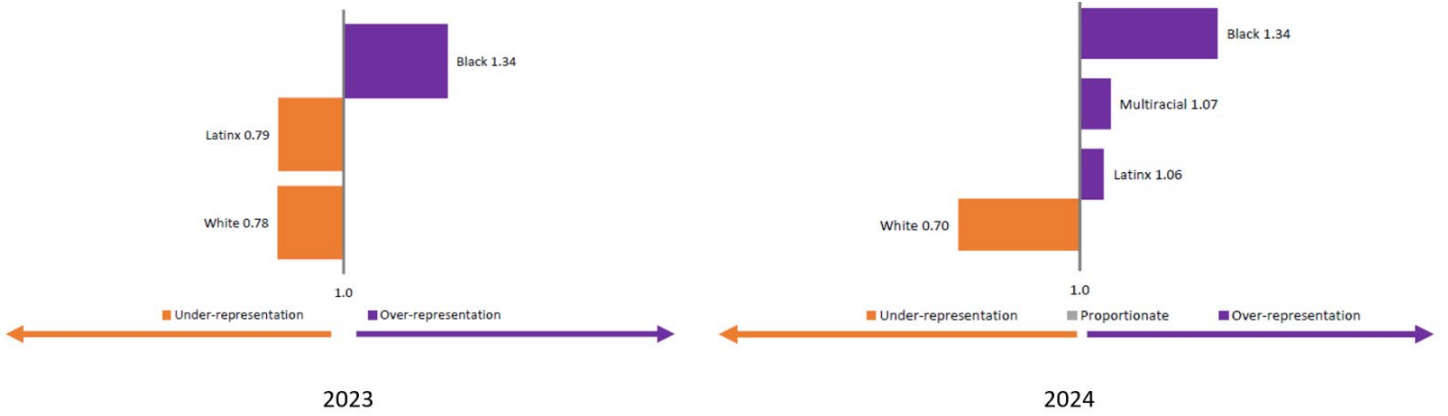 Black 1.34
Latinx 0.79
White 0.78
1.0
Under-representation Over-representation
2023
Black 1.34
Multiracial 1.07
Latinx 1.06
White 0.70
1.0
Under-representation Proportionate Over-representation
2024